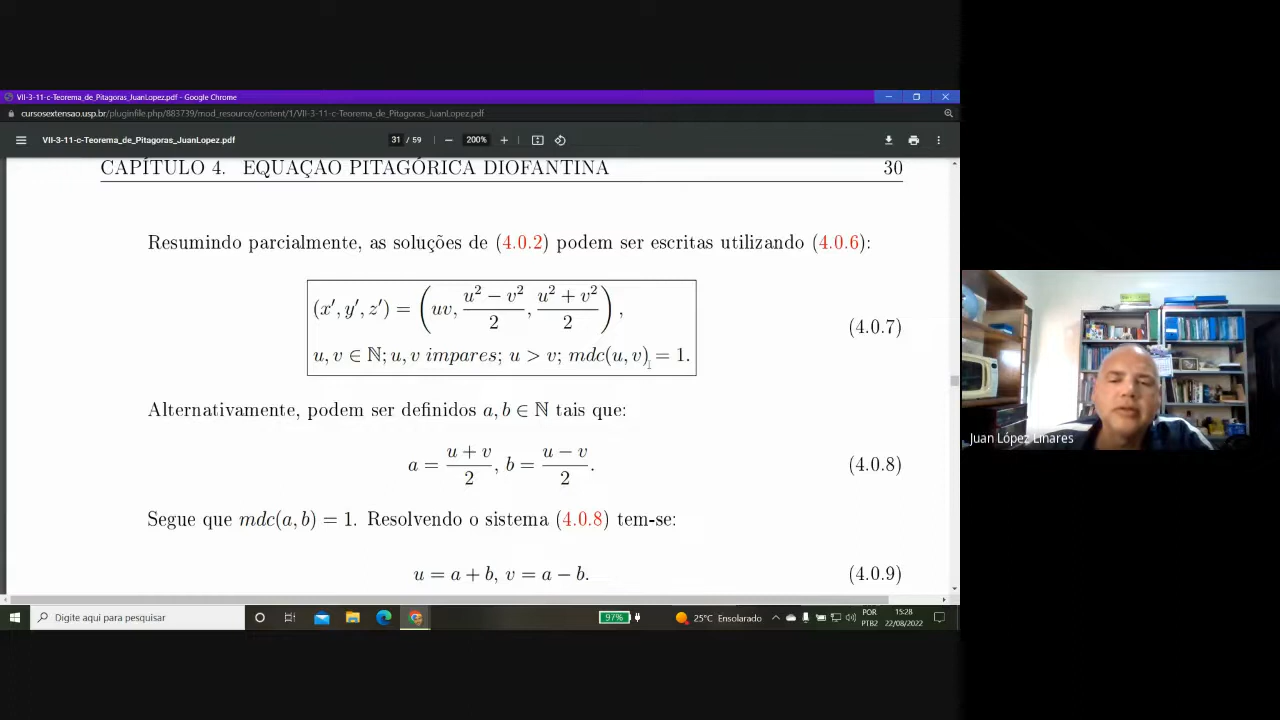 VII-3-11-c-Teorema_de_Pitagoras_JuanLopez.pdf - Google Chrome
cursosextensao.usp.br/pluginfile.php/883739/mod_resource/content/1/VII-3-11-c-Teorema_de_Pitagoras_JuanLopez.pdf
VII-3-11-c-Teorema_de_Pitagoras_JuanLopez.pdf 31 / 59 200%
CAPÍTULO 4. EQUAÇÃO PITAGÓRICA DIOFANTINA 30
Resumindo parcialmente, as soluções de (4.0.2) podem ser escritas utilizando (4.0.6):
(x′, y′, z′) = (uv, (u² − v²)/2, (u² + v²)/2), (4.0.7)
u, v ∈ ℕ; u, v impares; u > v; mdc(u, v) = 1.
Alternativamente, podem ser definidos a, b ∈ ℕ tais que:
a = (u + v)/2, b = (u − v)/2. (4.0.8)
Segue que mdc(a, b) = 1. Resolvendo o sistema (4.0.8) tem-se:
u = a + b, v = a − b. (4.0.9)
Juan López Linares
Digite aqui para pesquisar 97% 25°C Ensolarado POR PTB2 15:28 22/08/2022